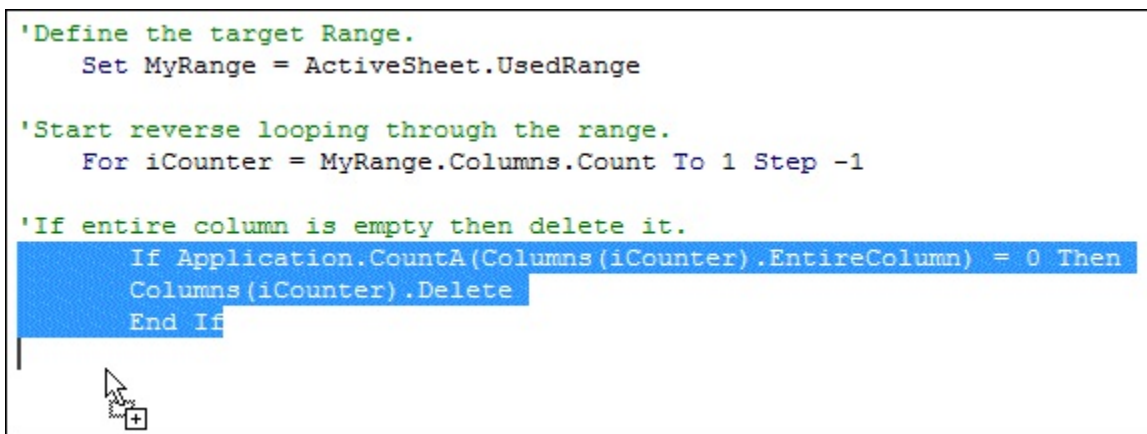 'Define the target Range.
    Set MyRange = ActiveSheet.UsedRange

'Start reverse looping through the range.
    For iCounter = MyRange.Columns.Count To 1 Step -1

'If entire column is empty then delete it.
       If Application.CountA(Columns(iCounter).EntireColumn) = 0 Then
       Columns(iCounter).Delete
       End If